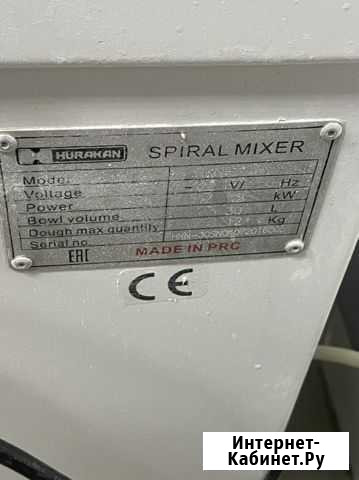 HURAKAN SPIRAL MIXER
Model
Voltage ~ V/ Hz
Power kW
Bowl volume L
Dough max quantity 12 Kg
Serial no.
EAC MADE IN PRC
CE
Интернет-
Кабинет.Ру